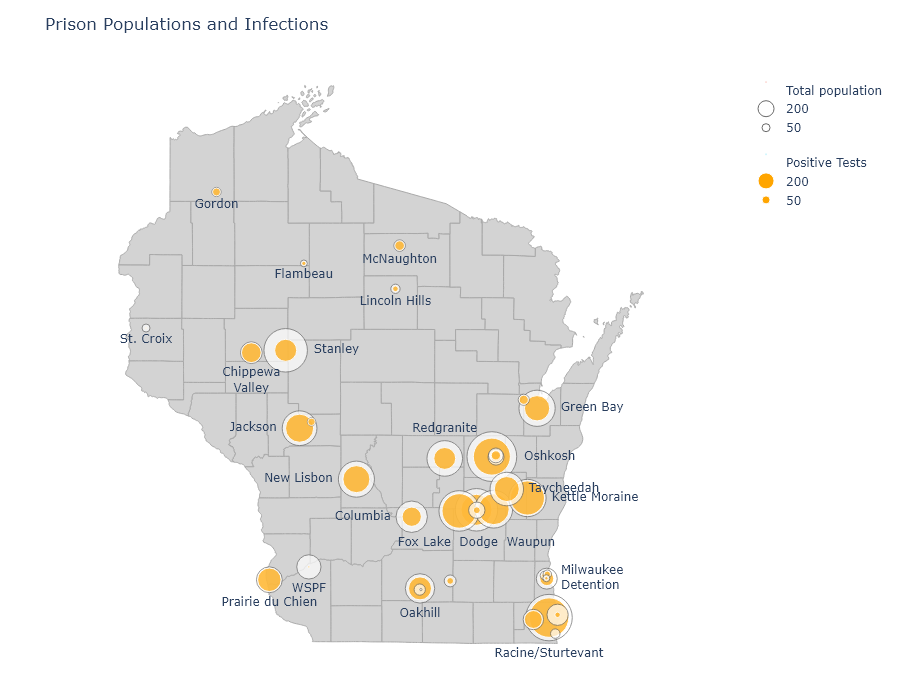 Prison Populations and Infections
Total population
200
50
Positive Tests
200
50
Gordon
McNaughton
Flambeau
Lincoln Hills
St. Croix
Stanley
Chippewa
Valley
Green Bay
Jackson
Redgranite
Oshkosh
New Lisbon
Taycheedah
Kettle Moraine
Columbia
Fox Lake
Dodge
Waupun
Milwaukee
Detention
WSPF
Prairie du Chien
Oakhill
Racine/Sturtevant